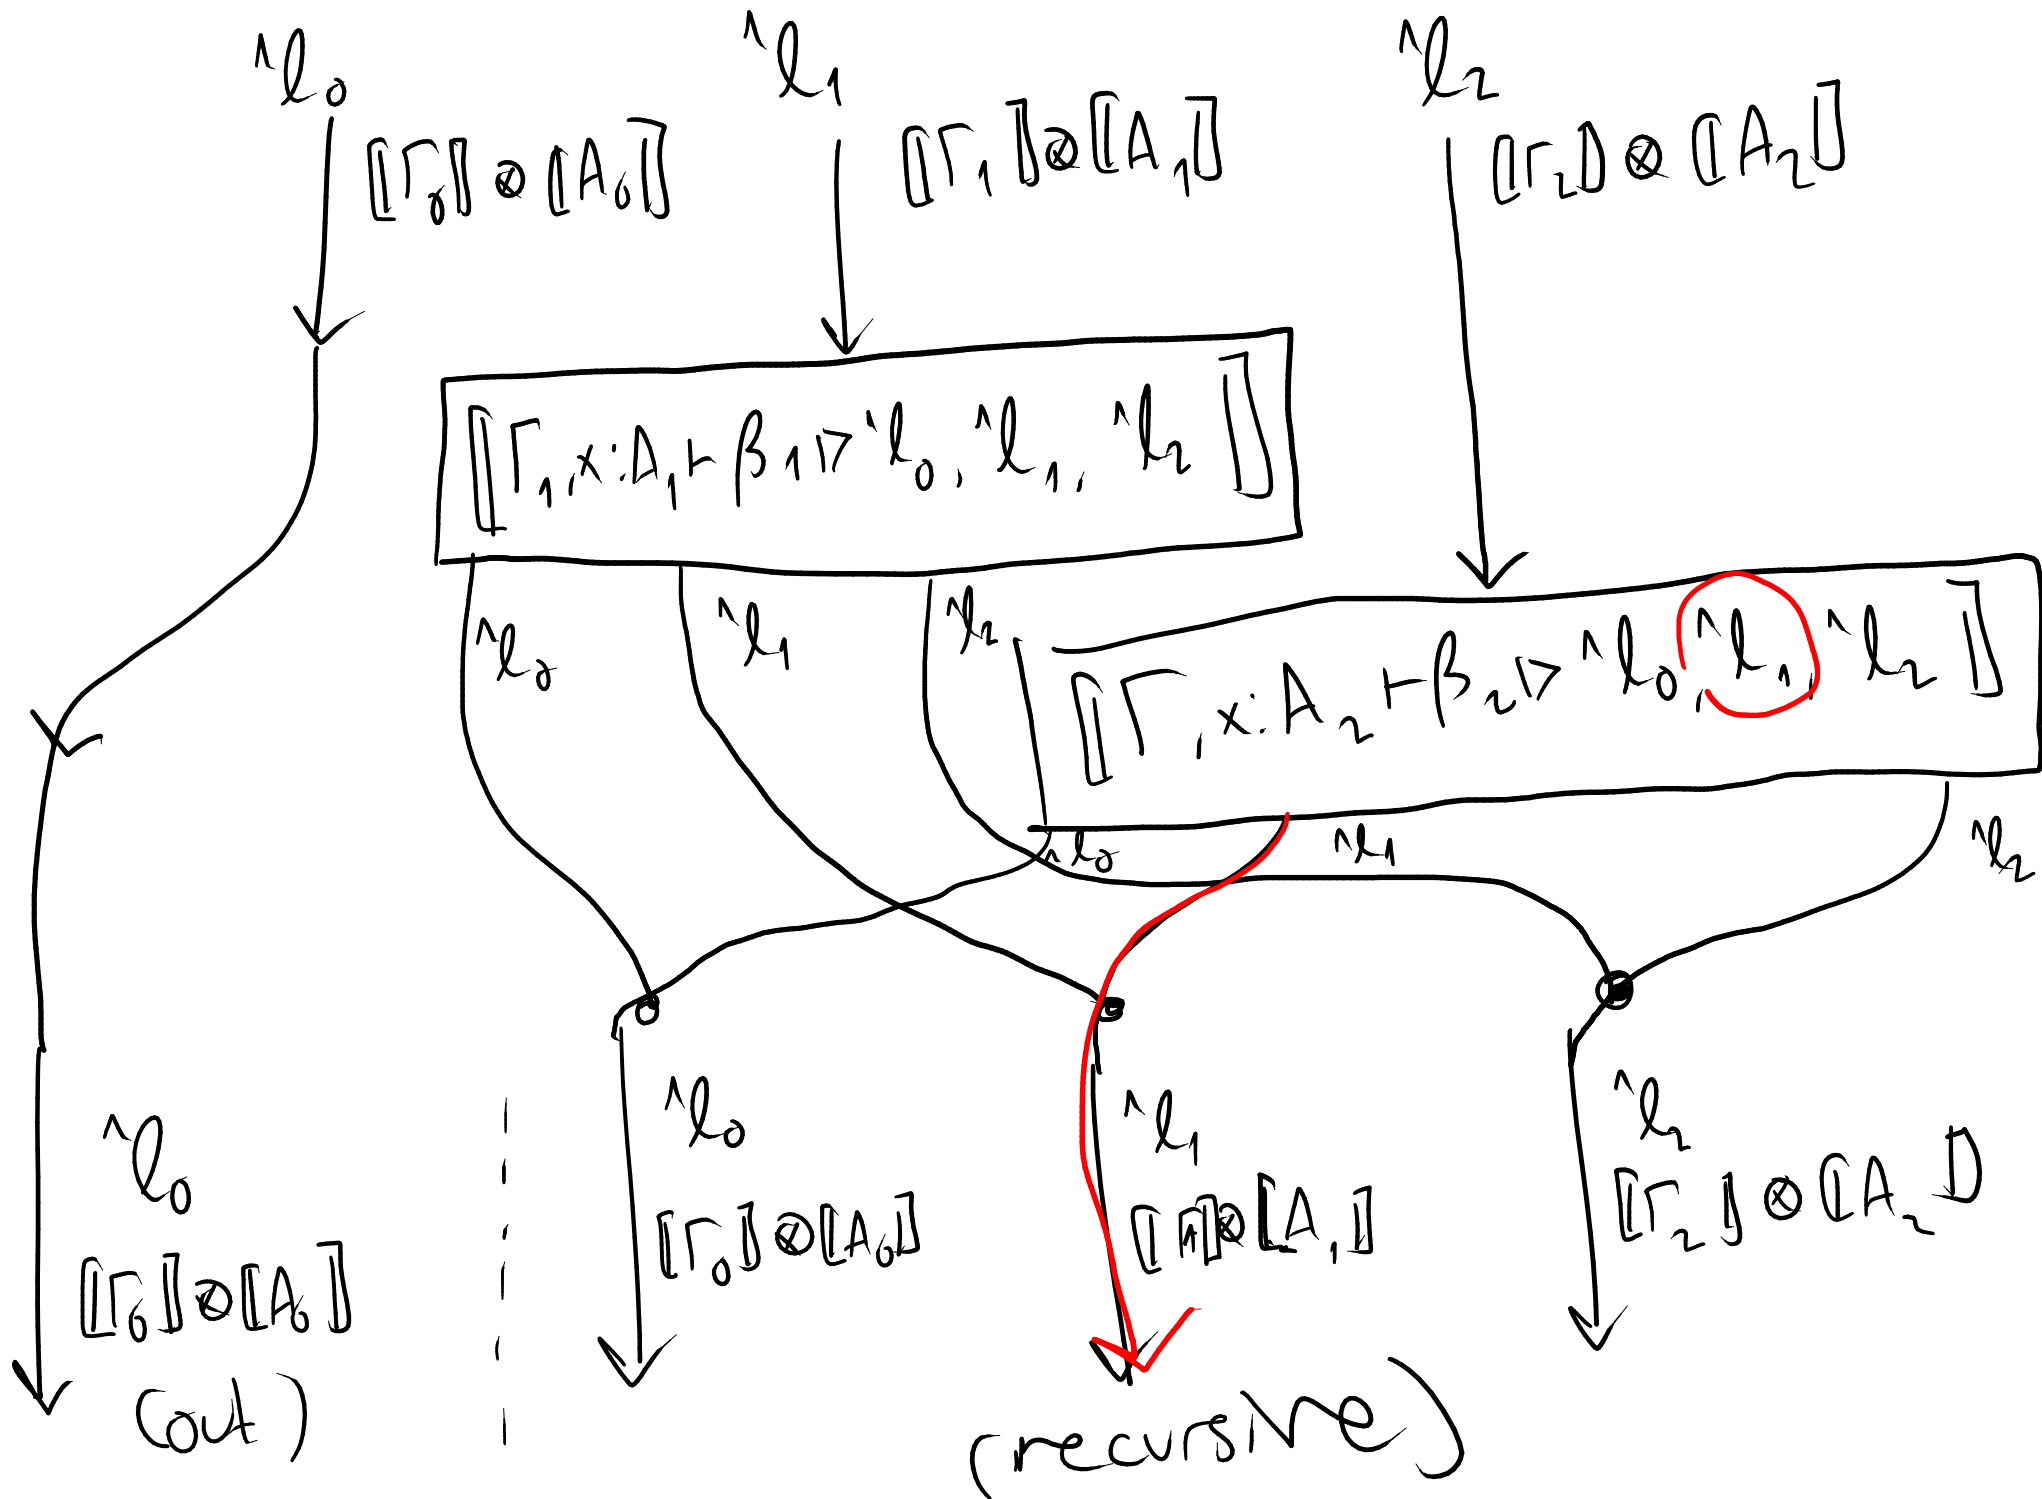 ^ℓ₀ ^ℓ₁ ^ℓ₂
⟦Γ₀⟧⊗⟦A₀⟧ ⟦Γ₁⟧⊗⟦A₁⟧ ⟦Γ₂⟧⊗⟦A₂⟧
⟦Γ₁,x:A₁⊢β₁▷^ℓ₀,^ℓ₁,^ℓ₂⟧
^ℓ₀ ^ℓ₁ ^ℓ₂
⟦Γ,x:A₂⊢β₂▷^ℓ₀,^ℓ₁,^ℓ₂⟧
^ℓ₀ ^ℓ₁ ^ℓ₂
^ℓ₀ ^ℓ₀ ^ℓ₁ ^ℓ₂
⟦Γ₀⟧⊗⟦A₀⟧ ⟦Γ₀⟧⊗⟦A₀⟧ ⟦Γ₁⟧⊗⟦A₁⟧ ⟦Γ₂⟧⊗⟦A₂⟧
(out) (recursive)